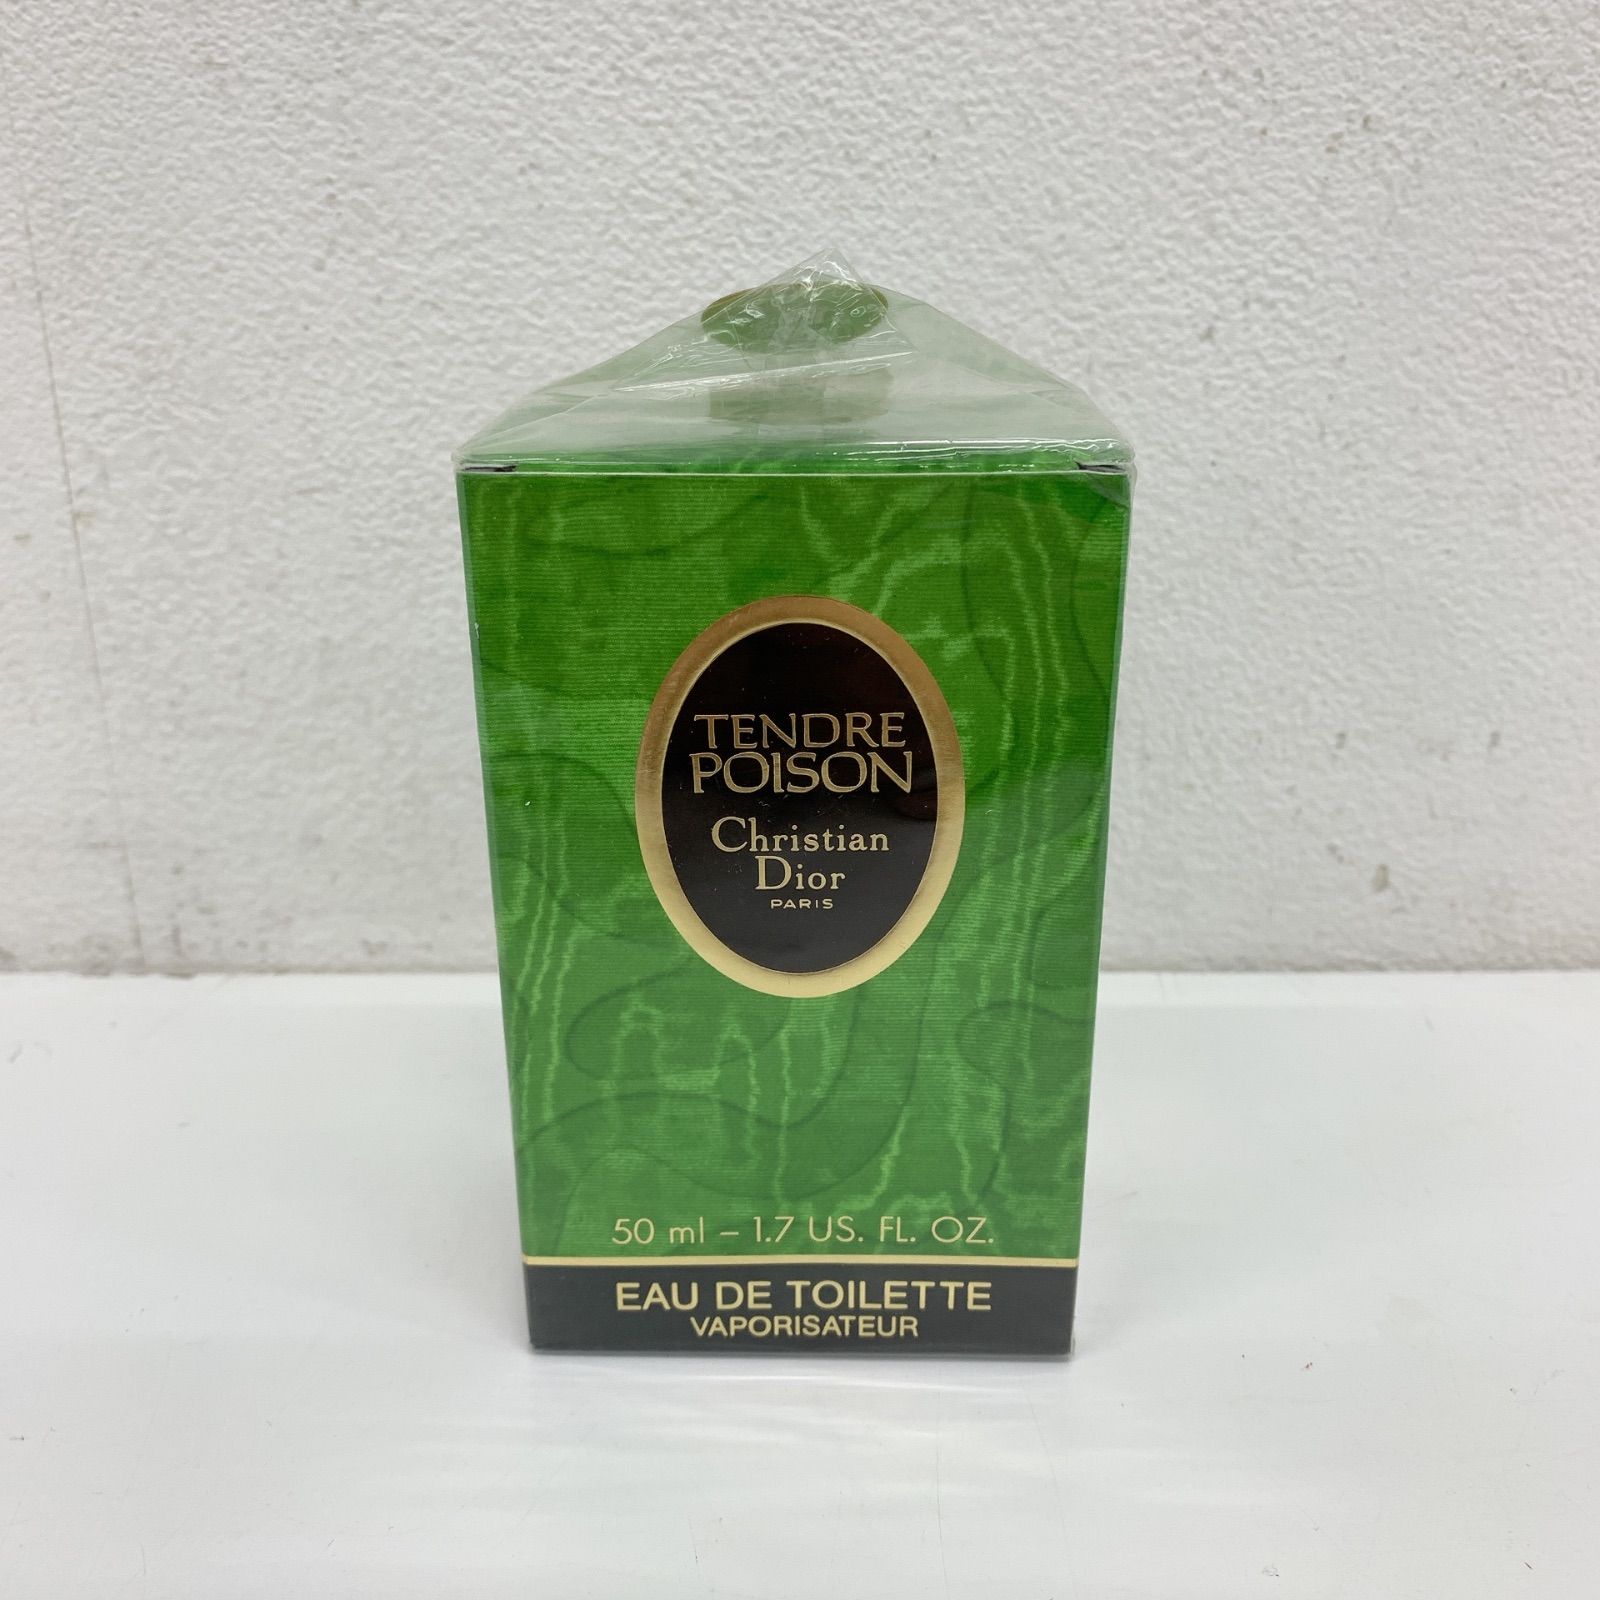 TENDRE
POISON
Christian
Dior
PARIS
50 ml – 1.7 US. FL. OZ.
EAU DE TOILETTE
VAPORISATEUR